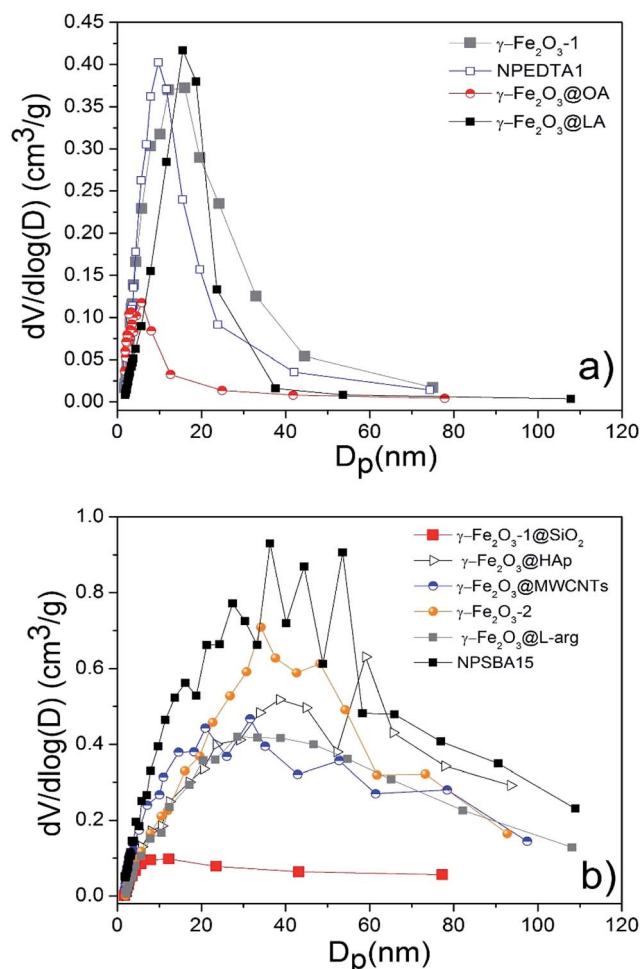 a)
γ–Fe₂O₃-1
NPEDTA1
γ–Fe₂O₃@OA
γ–Fe₂O₃@LA
dV/dlog(D) (cm³/g)
0.40
0.35
0.30
0.25
0.20
0.15
0.10
0.05
0.00
0 20 40 60 80 100 120
Dₚ(nm)
b)
γ–Fe₂O₃-1@SiO₂
γ–Fe₂O₃@HAp
γ–Fe₂O₃@MWCNTs
γ–Fe₂O₃-2
γ–Fe₂O₃@L-arg
NPSBA15
dV/dlog(D) (cm³/g)
1.0
0.8
0.6
0.4
0.2
0.0
0 20 40 60 80 100 120
Dₚ(nm)